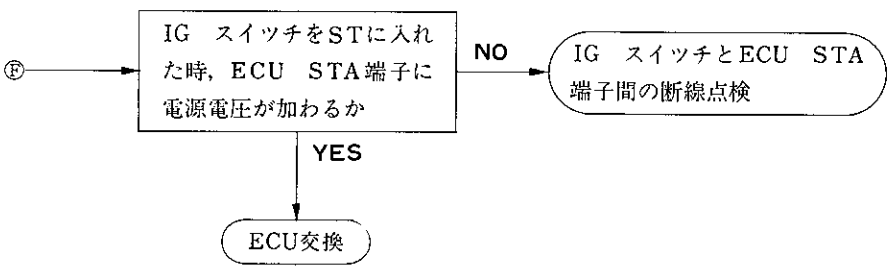 IG スイッチをSTに入れ
た時，ECU STA端子に
電源電圧が加わるか
Ⓕ
NO
IG スイッチとECU STA
端子間の断線点検
YES
ECU交換